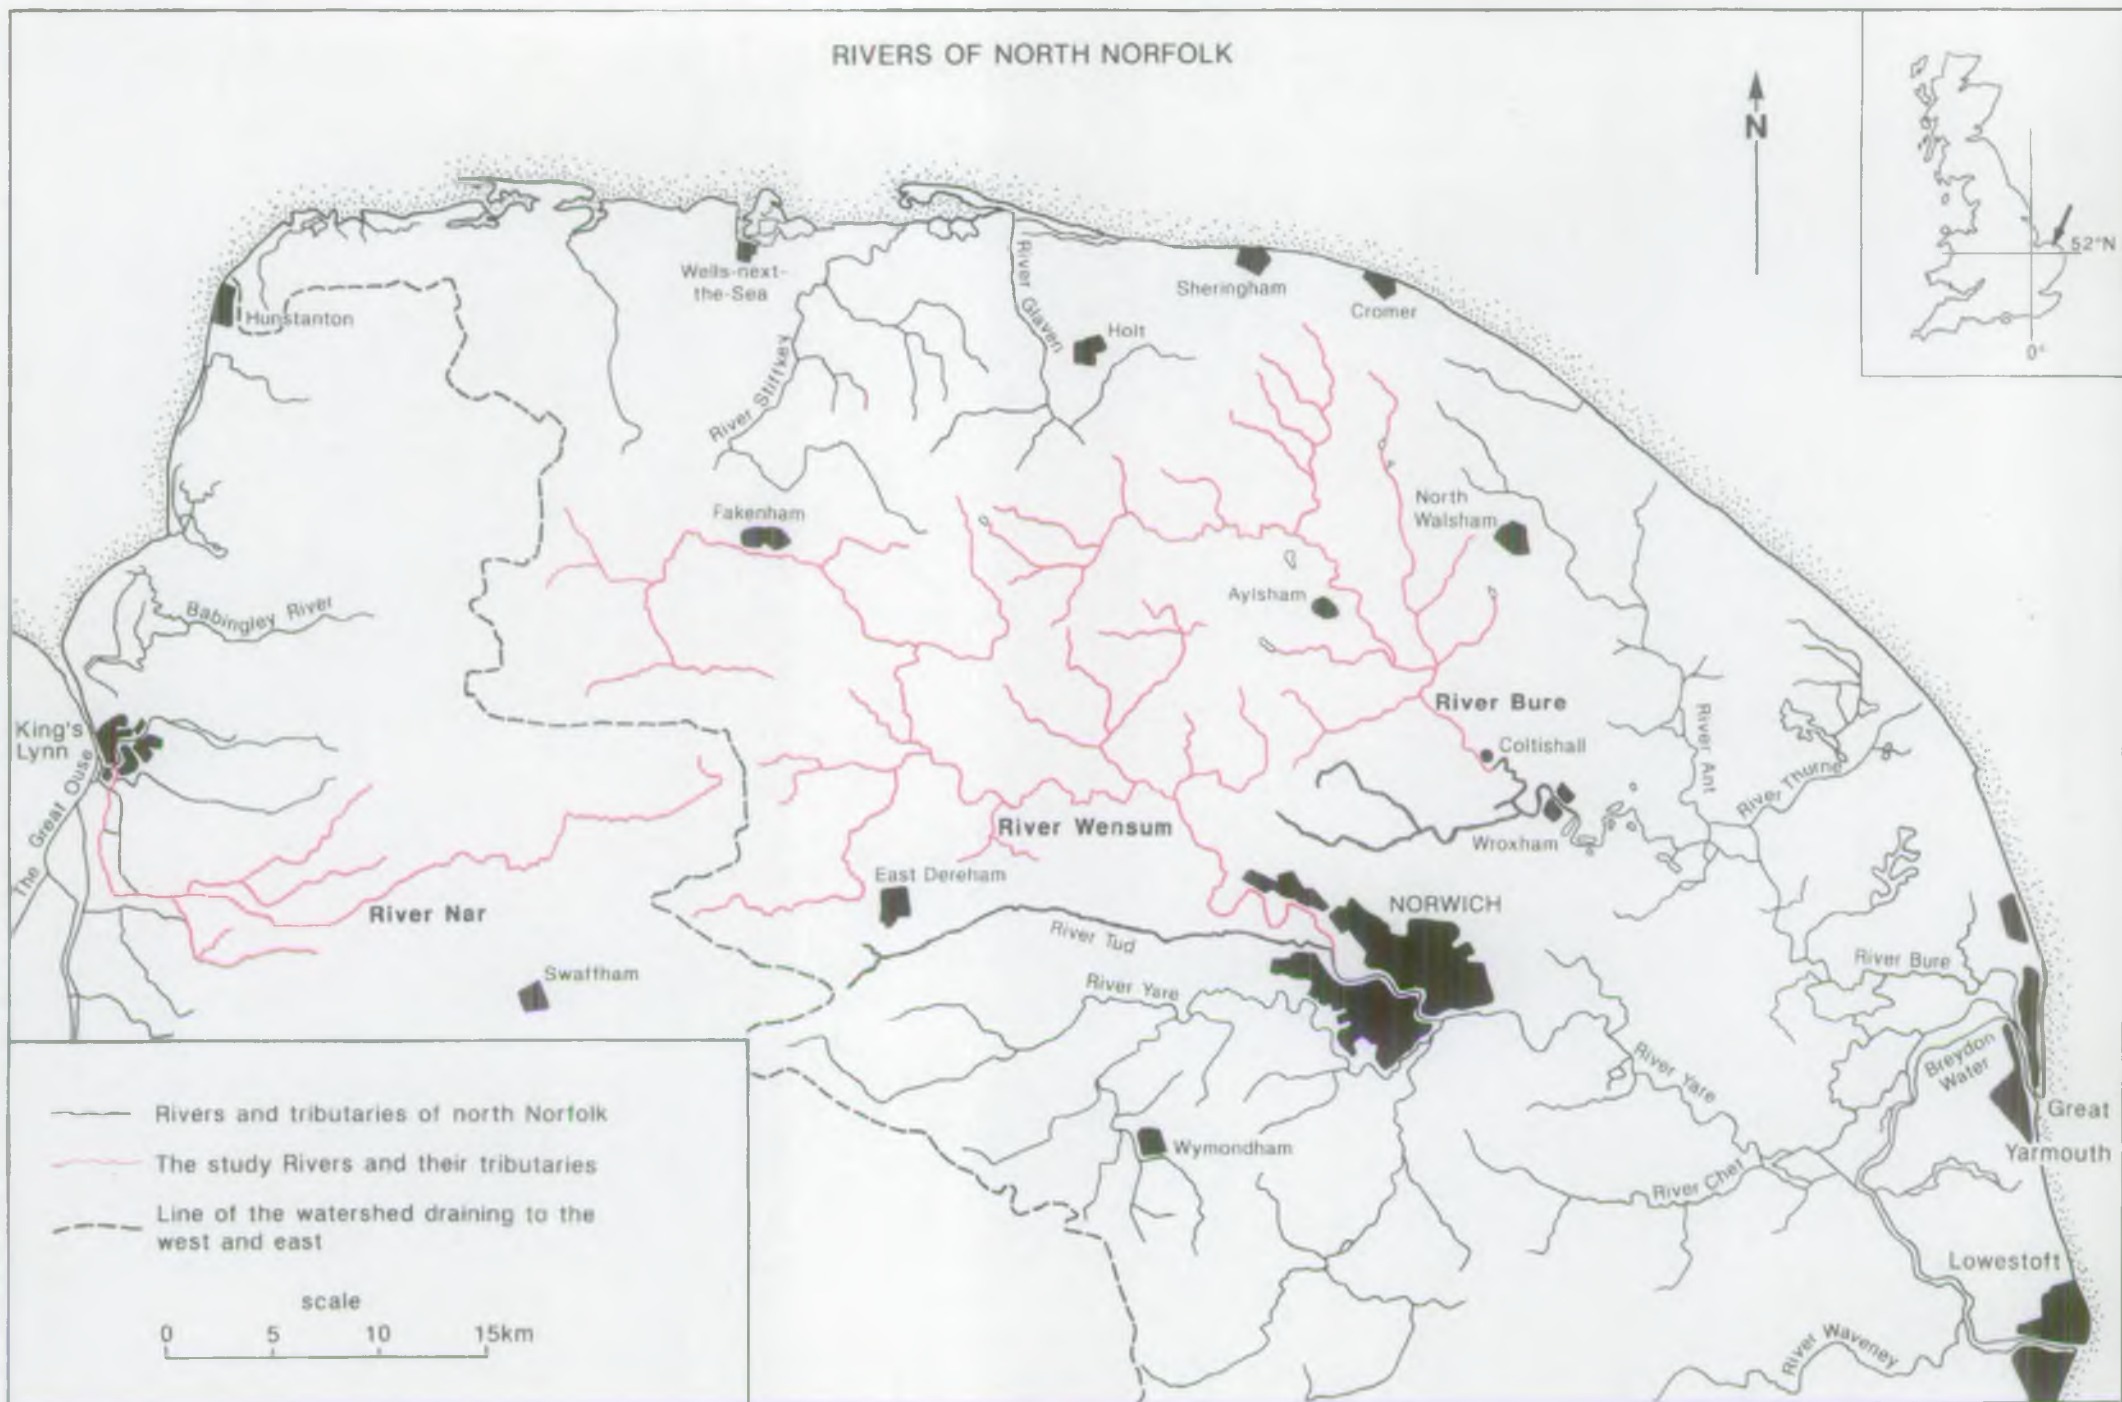 RIVERS OF NORTH NORFOLK
N
52°N
0°
Wells-next-
the-Sea
Sheringham
Cromer
Hunstanton
Holt
River Glaven
River Stiffkey
Fakenham
North
Walsham
Aylsham
Babingley River
King's
Lynn
The Great Ouse
River Bure
Coltishall
River Ant
River Thurne
Wroxham
River Wensum
East Dereham
River Nar
NORWICH
Swaffham
River Tud
River Yare
River Bure
Breydon
Water
River Yare
Great
Yarmouth
Wymondham
River Chet
Lowestoft
River Waveney
Rivers and tributaries of north Norfolk
The study Rivers and their tributaries
Line of the watershed draining to the
west and east
scale
0 5 10 15km